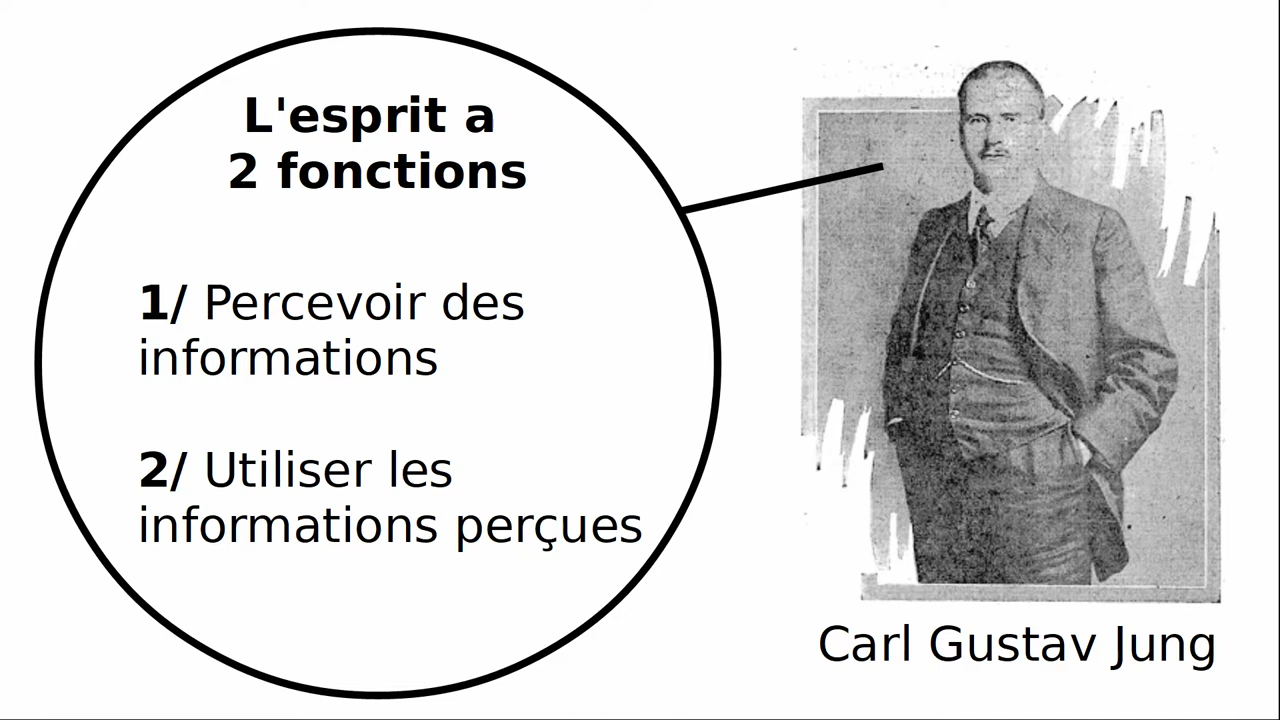 L'esprit a
2 fonctions
1/ Percevoir des
informations
2/ Utiliser les
informations perçues
Carl Gustav Jung